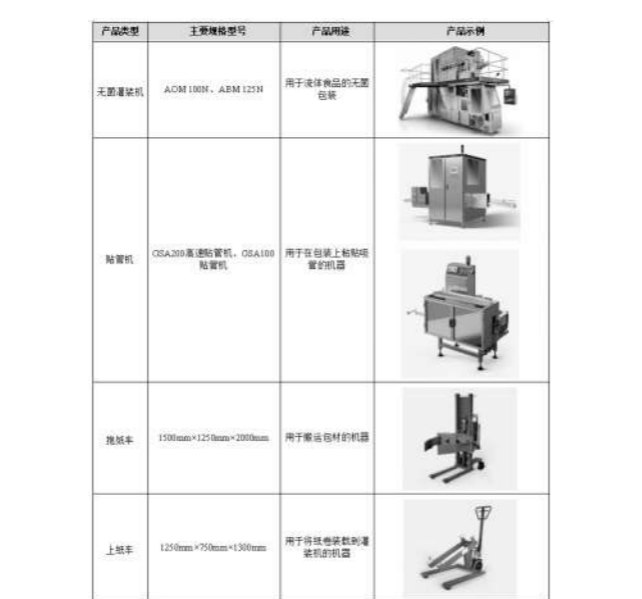 产品类型 主要规格型号 产品用途 产品示例
无菌灌装机 AOM 100N、ABM 125N 用于液体食品的无菌
包装
贴管机 OSA200高速贴管机、OSA100
贴管机 用于在包装上粘贴吸
管的机器
抱纸车 1500mm×1250mm×2000mm 用于搬运包材的机器
上纸车 1250mm×750mm×1300mm 用于将纸卷装载到灌
装机的机器